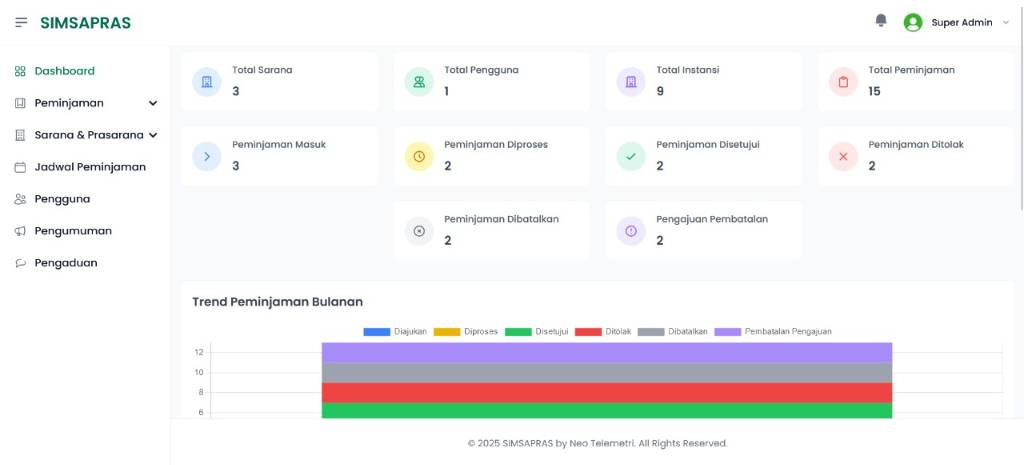 SIMSAPRAS
Super Admin
Dashboard
Peminjaman
Sarana & Prasarana
Jadwal Peminjaman
Pengguna
Pengumuman
Pengaduan
Total Sarana
3
Total Pengguna
1
Total Instansi
9
Total Peminjaman
15
Peminjaman Masuk
3
Peminjaman Diproses
2
Peminjaman Disetujui
2
Peminjaman Ditolak
2
Peminjaman Dibatalkan
2
Pengajuan Pembatalan
2
Trend Peminjaman Bulanan
Diajukan Diproses Disetujui Ditolak Dibatalkan Pembatalan Pengajuan
12
10
8
6
© 2025 SIMSAPRAS by Neo Telemetri. All Rights Reserved.